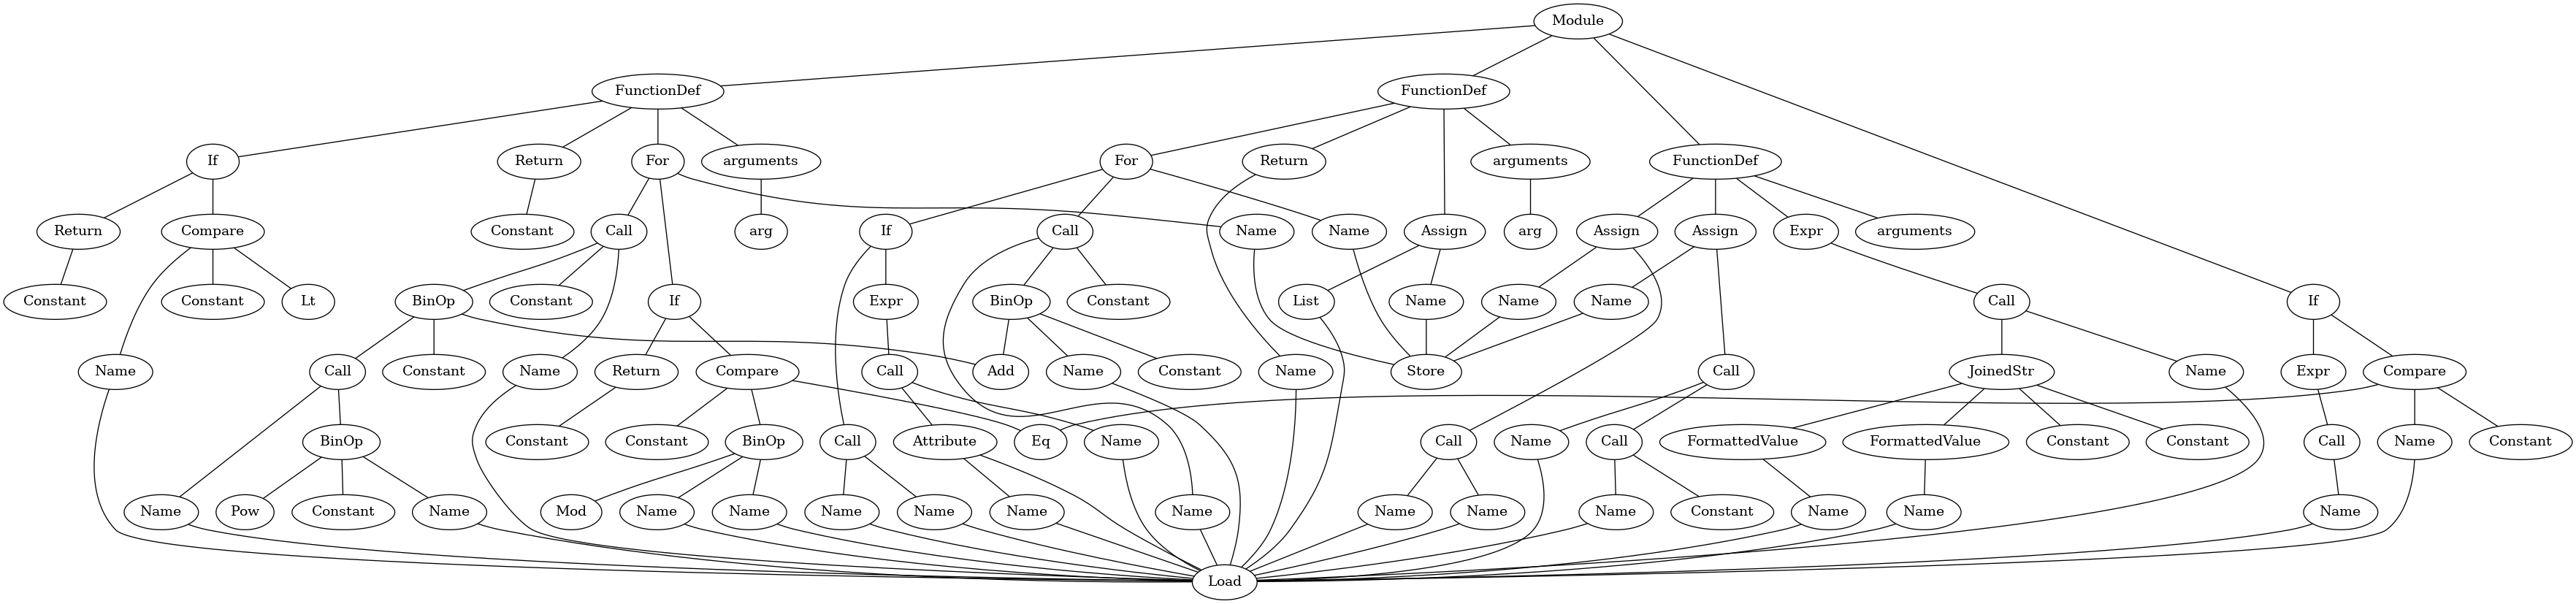 Module
FunctionDef FunctionDef
If Return For arguments For Return arguments FunctionDef
Return Compare Constant Call arg If Call Name Name Assign arg Assign Assign Expr arguments
Constant Constant Lt BinOp Constant If Expr BinOp Constant List Name Name Name Call If
Name Call Constant Name Return Compare Call Add Name Constant Name Store Call JoinedStr Name Expr Compare
BinOp Constant Constant BinOp Call Attribute Eq Name Call Name Call FormattedValue FormattedValue Constant Constant Call Name Constant
Name Pow Constant Name Mod Name Name Name Name Name Name Name Name Name Constant Name Name Name
Load